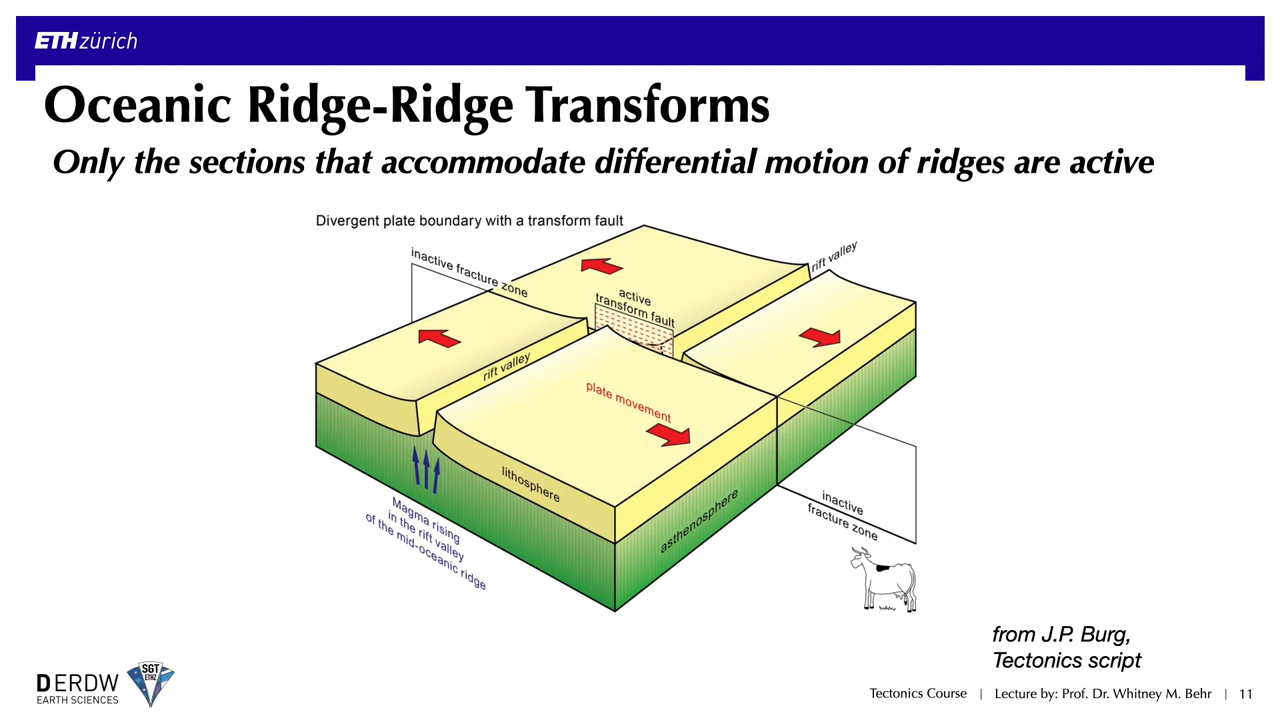 ETH zürich
Oceanic Ridge-Ridge Transforms
Only the sections that accommodate differential motion of ridges are active
Divergent plate boundary with a transform fault
inactive fracture zone
rift valley
active
transform fault
rift valley
plate movement
lithosphere
asthenosphere
Magma rising
in the rift valley
of the mid-oceanic ridge
inactive
fracture zone
from J.P. Burg,
Tectonics script
DERDW
EARTH SCIENCES
SGT
ETHZ
Tectonics Course | Lecture by: Prof. Dr. Whitney M. Behr | 11